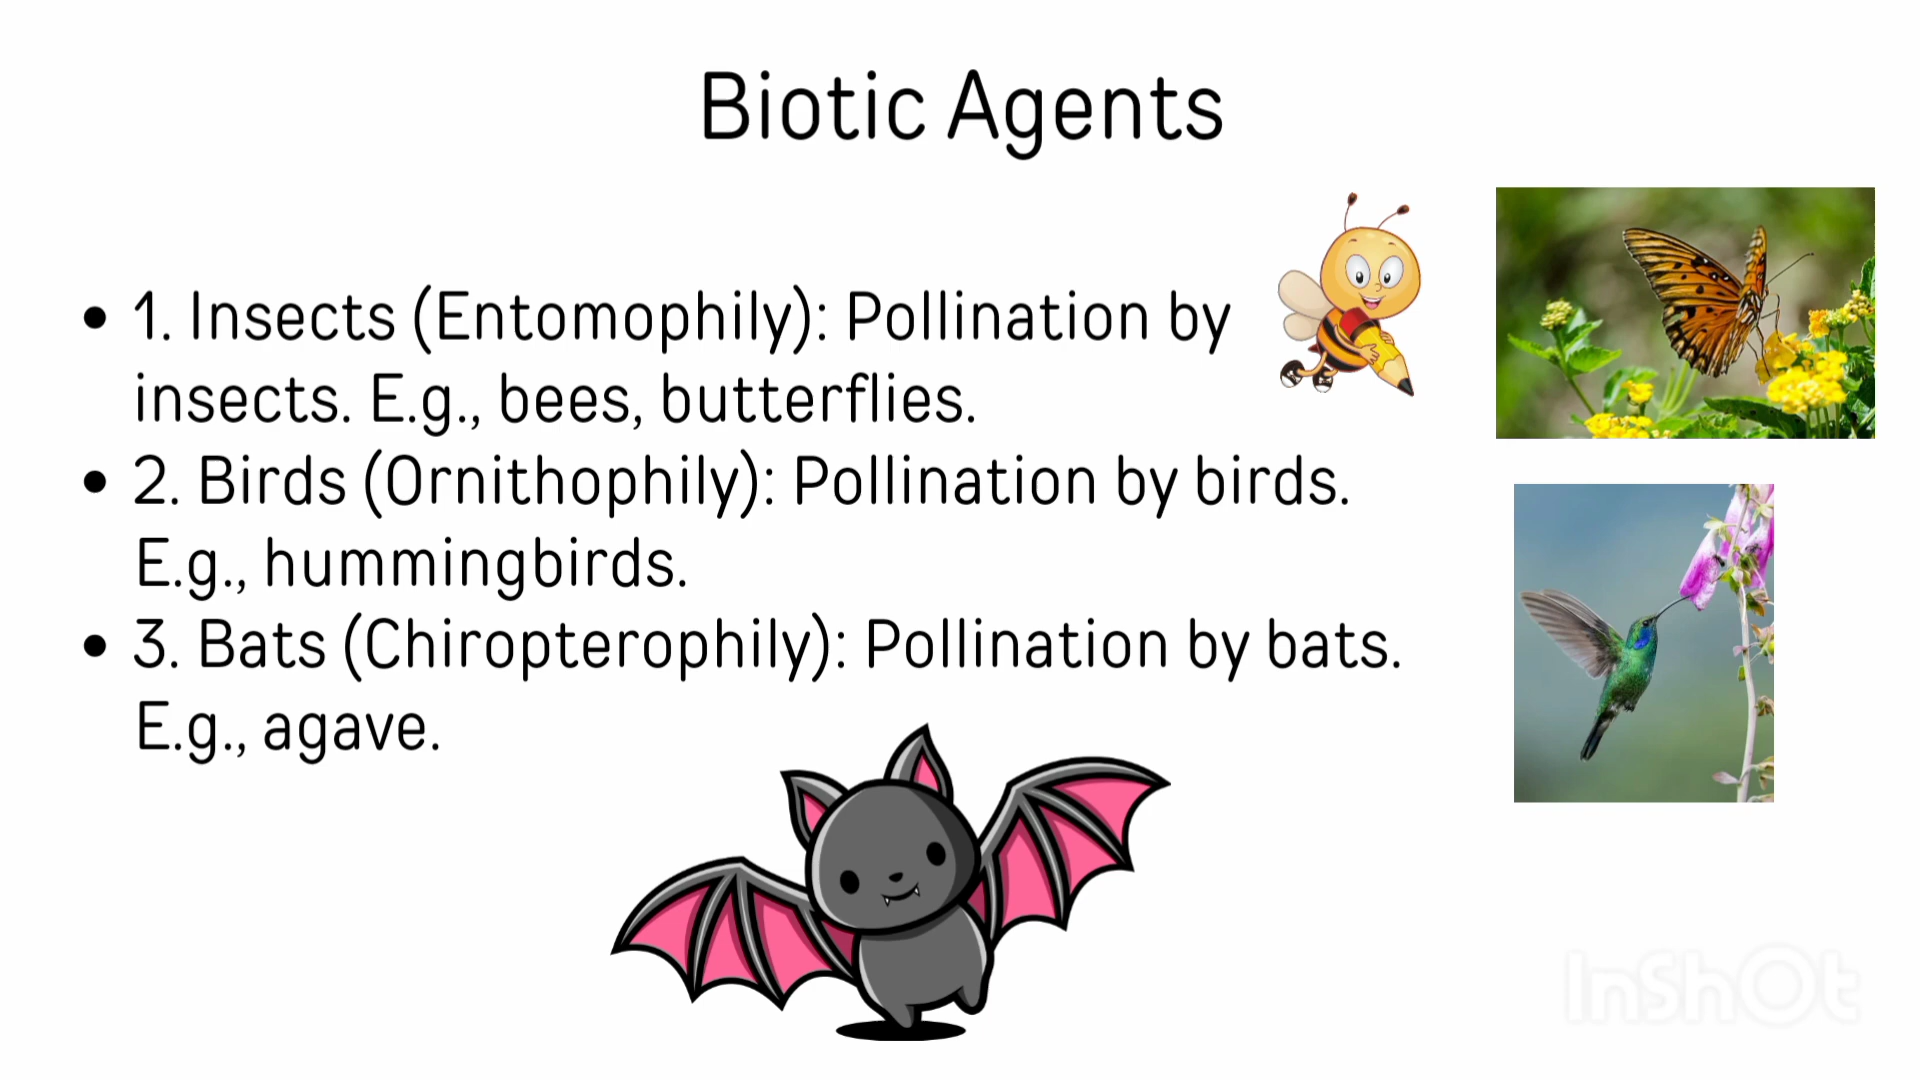 Biotic Agents
• 1. Insects (Entomophily): Pollination by
insects. E.g., bees, butterflies.
• 2. Birds (Ornithophily): Pollination by birds.
E.g., hummingbirds.
• 3. Bats (Chiropterophily): Pollination by bats.
E.g., agave.
InShOt